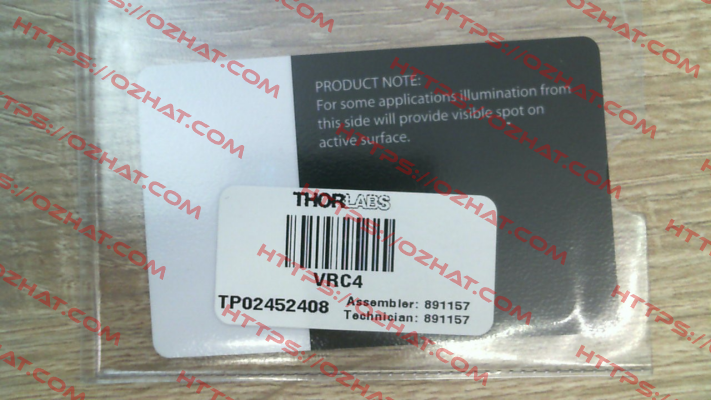 PRODUCT NOTE:
For some applications illumination from
this side will provide visible spot on
active surface.
THORLABS
VRC4
TP02452408
Assembler: 891157
Technician: 891157
HTTPS://OZHAT.COM